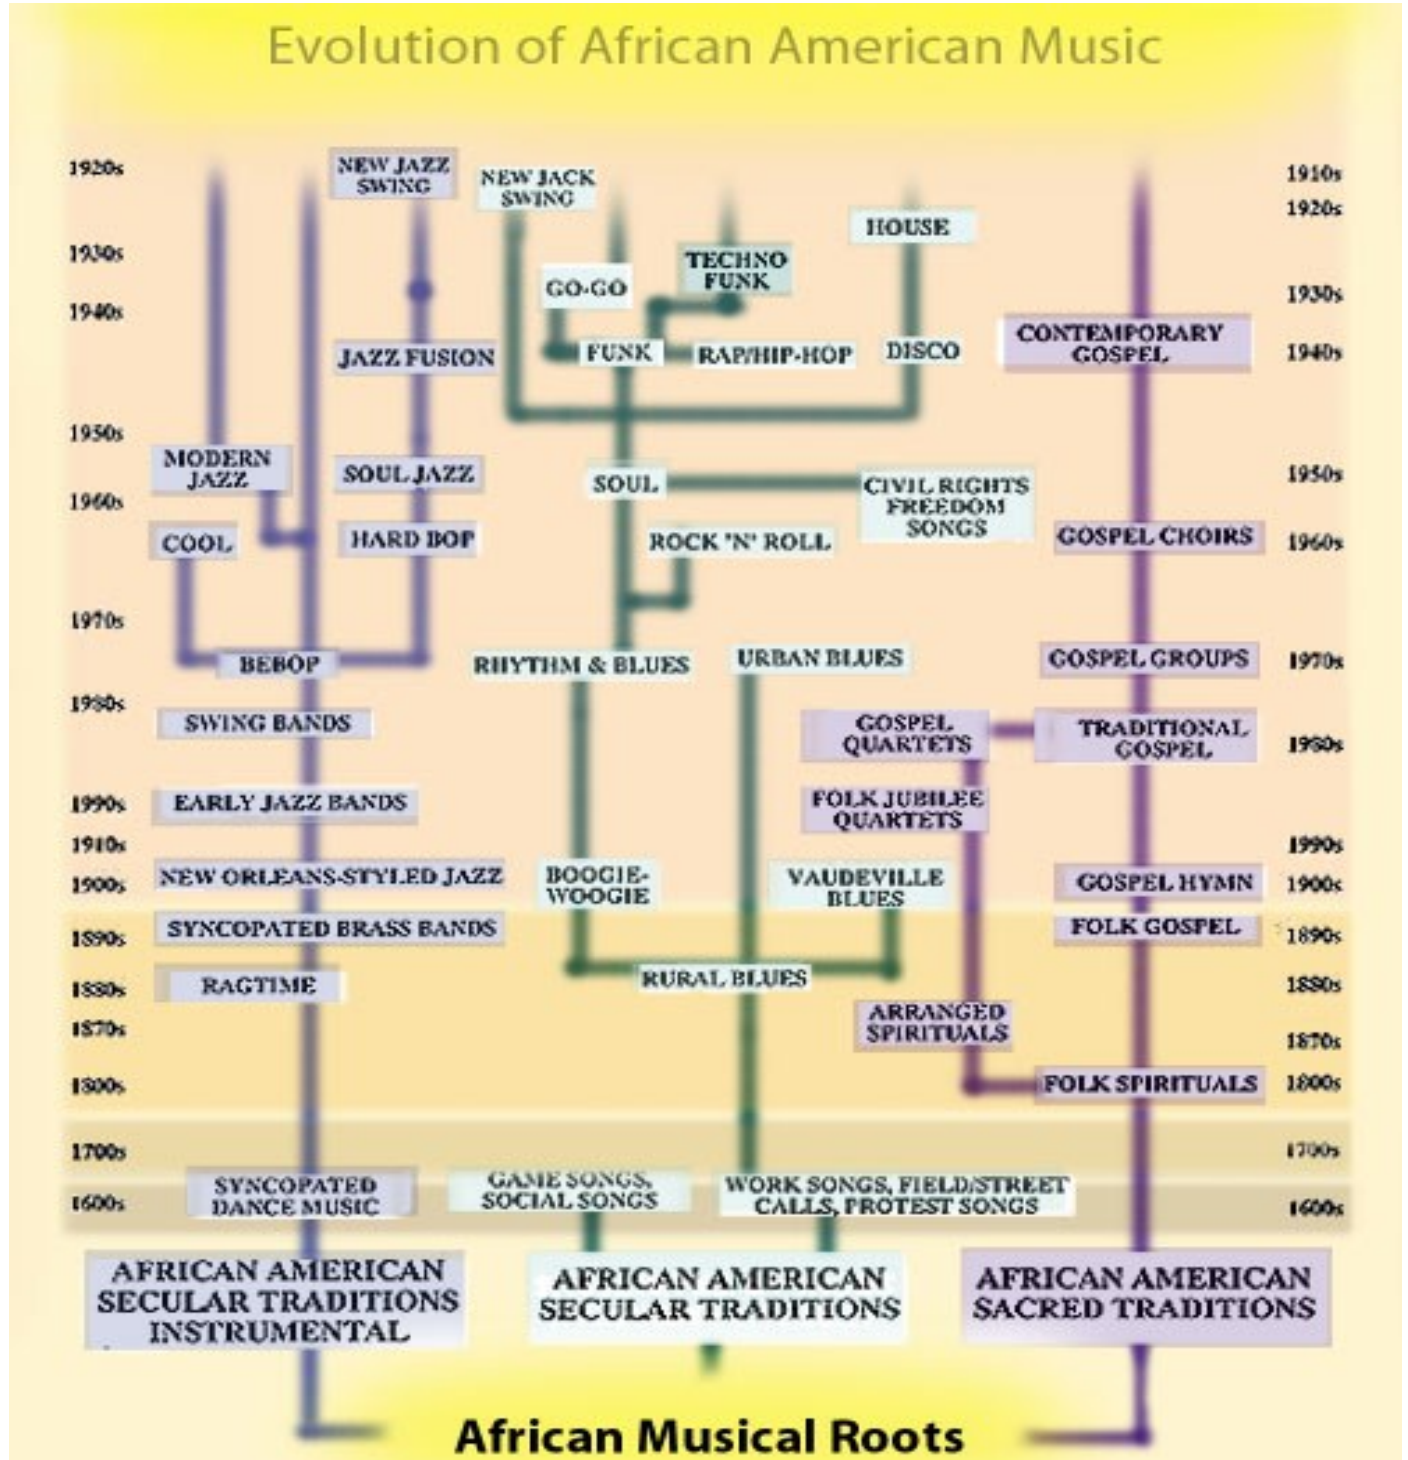 Evolution of African American Music
1920s
NEW JAZZ
SWING
NEW JACK
SWING
1910s
1920s
HOUSE
1930s
TECHNO
FUNK
GO-GO
1930s
1940s
JAZZ FUSION
FUNK
RAP/HIP-HOP
DISCO
CONTEMPORARY
GOSPEL
1940s
1950s
MODERN
JAZZ
SOUL JAZZ
SOUL
CIVIL RIGHTS
FREEDOM
SONGS
1950s
1960s
COOL
HARD BOP
ROCK 'N' ROLL
GOSPEL CHOIRS
1960s
1970s
BEBOP
RHYTHM & BLUES
URBAN BLUES
GOSPEL GROUPS
1970s
1980s
SWING BANDS
GOSPEL
QUARTETS
TRADITIONAL
GOSPEL
1980s
1990s
EARLY JAZZ BANDS
FOLK JUBILEE
QUARTETS
1910s
1990s
1900s
NEW ORLEANS-STYLED JAZZ
BOOGIE-
WOOGIE
VAUDEVILLE
BLUES
GOSPEL HYMN
1900s
1890s
SYNCOPATED BRASS BANDS
FOLK GOSPEL
1890s
1880s
RAGTIME
RURAL BLUES
1880s
1870s
ARRANGED
SPIRITUALS
1870s
1800s
FOLK SPIRITUALS
1800s
1700s
1700s
1600s
SYNCOPATED
DANCE MUSIC
GAME SONGS,
SOCIAL SONGS
WORK SONGS, FIELD/STREET
CALLS, PROTEST SONGS
1600s
AFRICAN AMERICAN
SECULAR TRADITIONS
INSTRUMENTAL
AFRICAN AMERICAN
SECULAR TRADITIONS
AFRICAN AMERICAN
SACRED TRADITIONS
African Musical Roots